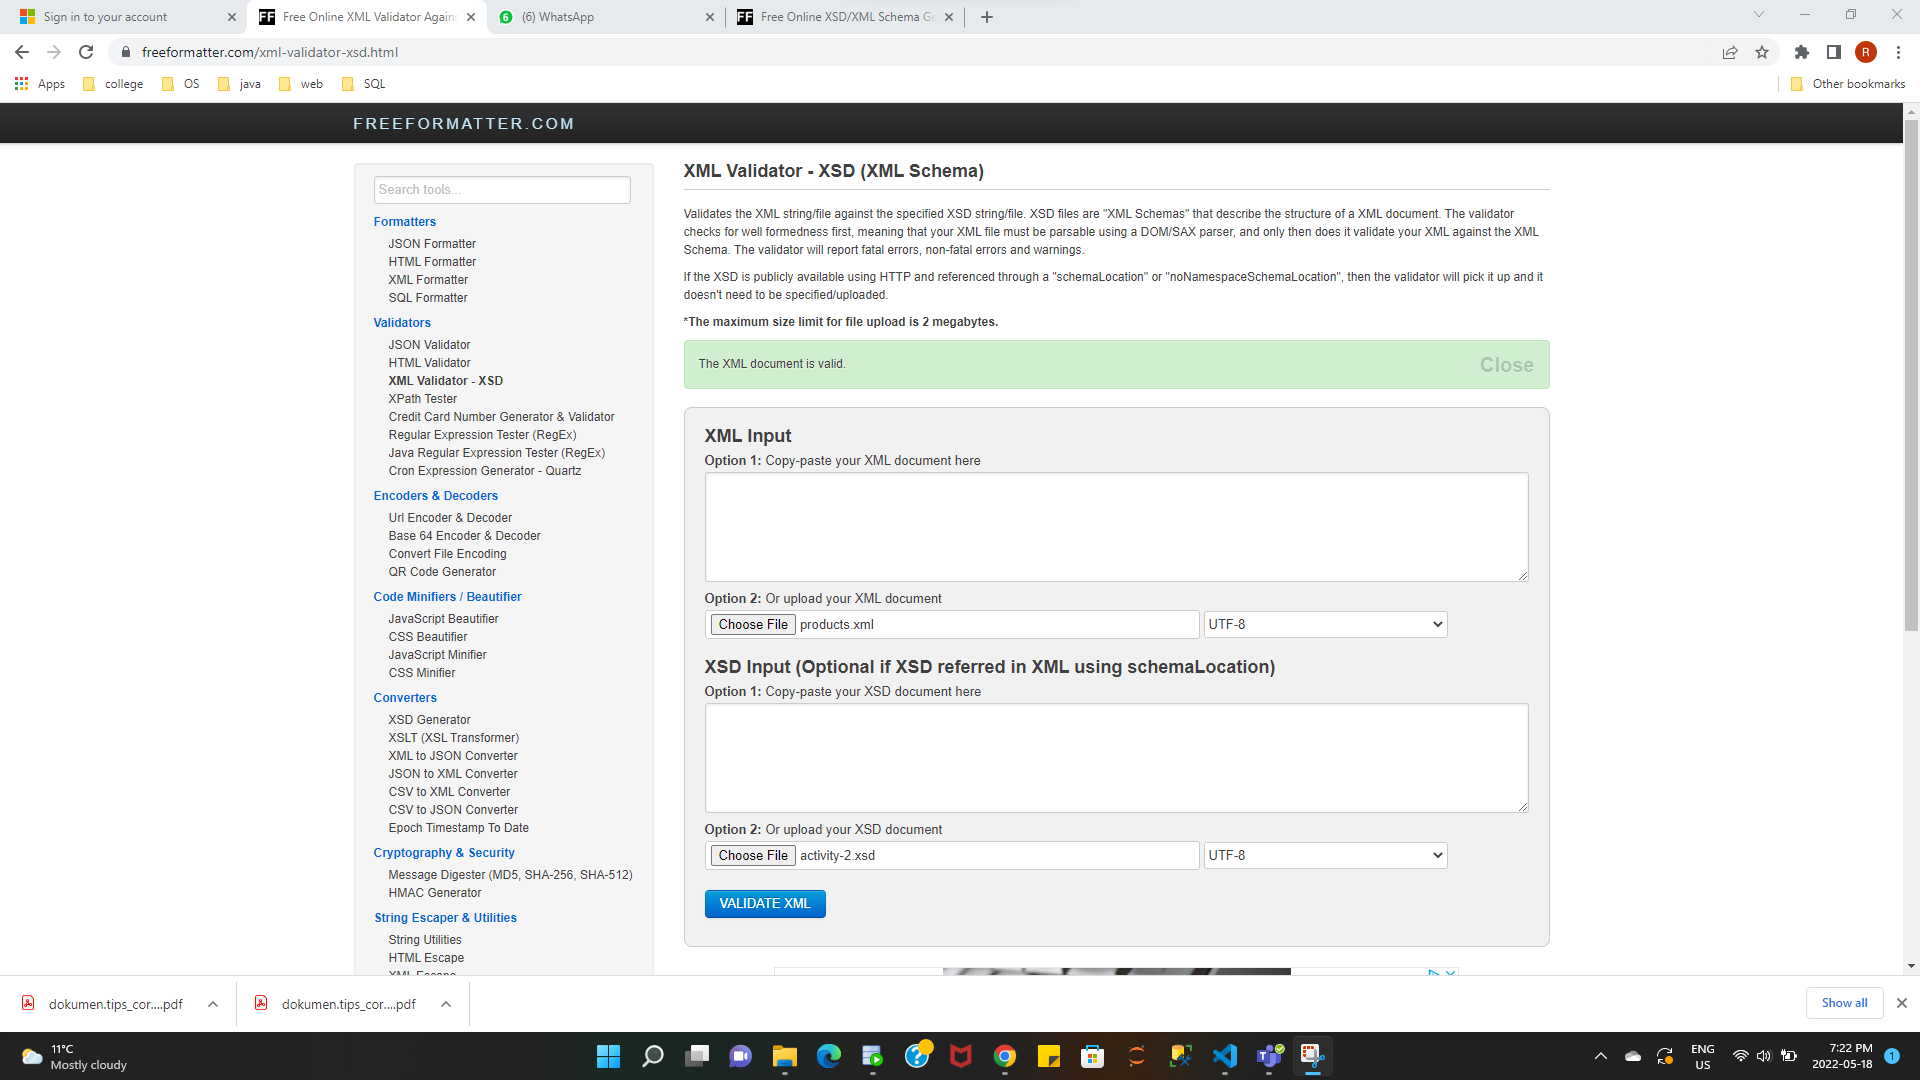 Sign in to your account
Free Online XML Validator Agains
(6) WhatsApp
Free Online XSD/XML Schema Ge
freeformatter.com/xml-validator-xsd.html
R
Apps
college
OS
java
web
SQL
Other bookmarks
FREEFORMATTER.COM
Search tools...
Formatters
JSON Formatter
HTML Formatter
XML Formatter
SQL Formatter
Validators
JSON Validator
HTML Validator
XML Validator - XSD
XPath Tester
Credit Card Number Generator & Validator
Regular Expression Tester (RegEx)
Java Regular Expression Tester (RegEx)
Cron Expression Generator - Quartz
Encoders & Decoders
Url Encoder & Decoder
Base 64 Encoder & Decoder
Convert File Encoding
QR Code Generator
Code Minifiers / Beautifier
JavaScript Beautifier
CSS Beautifier
JavaScript Minifier
CSS Minifier
Converters
XSD Generator
XSLT (XSL Transformer)
XML to JSON Converter
JSON to XML Converter
CSV to XML Converter
CSV to JSON Converter
Epoch Timestamp To Date
Cryptography & Security
Message Digester (MD5, SHA-256, SHA-512)
HMAC Generator
String Escaper & Utilities
String Utilities
HTML Escape
XML Escape
XML Validator - XSD (XML Schema)
Validates the XML string/file against the specified XSD string/file. XSD files are "XML Schemas" that describe the structure of a XML document. The validator
checks for well formedness first, meaning that your XML file must be parsable using a DOM/SAX parser, and only then does it validate your XML against the XML
Schema. The validator will report fatal errors, non-fatal errors and warnings.
If the XSD is publicly available using HTTP and referenced through a "schemaLocation" or "noNamespaceSchemaLocation", then the validator will pick it up and it
doesn't need to be specified/uploaded.
*The maximum size limit for file upload is 2 megabytes.
The XML document is valid.
Close
XML Input
Option 1: Copy-paste your XML document here
Option 2: Or upload your XML document
Choose File products.xml
UTF-8
XSD Input (Optional if XSD referred in XML using schemaLocation)
Option 1: Copy-paste your XSD document here
Option 2: Or upload your XSD document
Choose File activity-2.xsd
UTF-8
VALIDATE XML
dokumen.tips_cor....pdf
dokumen.tips_cor....pdf
Show all
11°C
Mostly cloudy
ENG
US
7:22 PM
2022-05-18
1